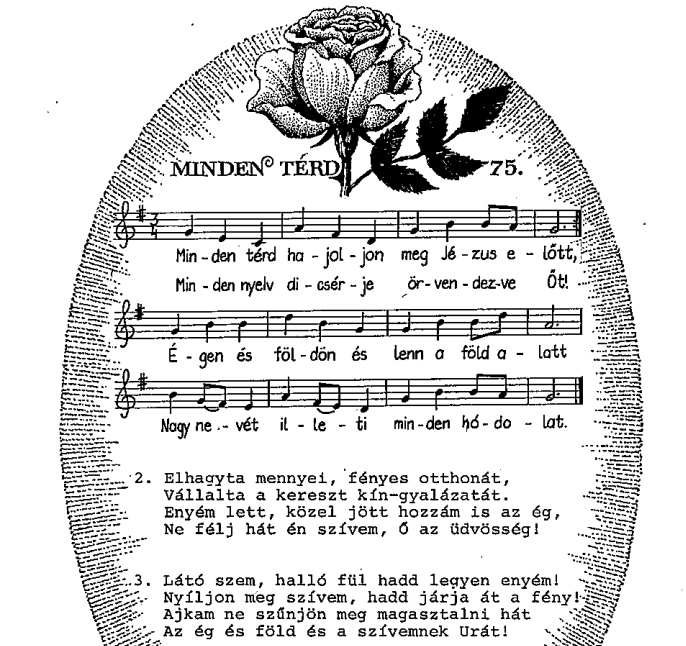 MINDEN TÉRD 75.
3 4
Min-den térd ha-jol-jon meg Jé-zus e-lőtt,
Min-den nyelv di-csér-je ör-ven-dez-ve Őt!
É-gen és föl-dön és lenn a föld a-latt
Nagy ne-vét il-le-ti min-den hó-do-lat.
2. Elhagyta mennyei, fényes otthonát,
Vállalta a kereszt kín-gyalázatát.
Enyém lett, közel jött hozzám is az ég,
Ne félj hát én szívem, Ő az üdvösség!
3. Látó szem, halló fül hadd legyen enyém!
Nyíljon meg szívem, hadd járja át a fény!
Ajkam ne szűnjön meg magasztalni hát
Az ég és föld és a szívemnek Urát!